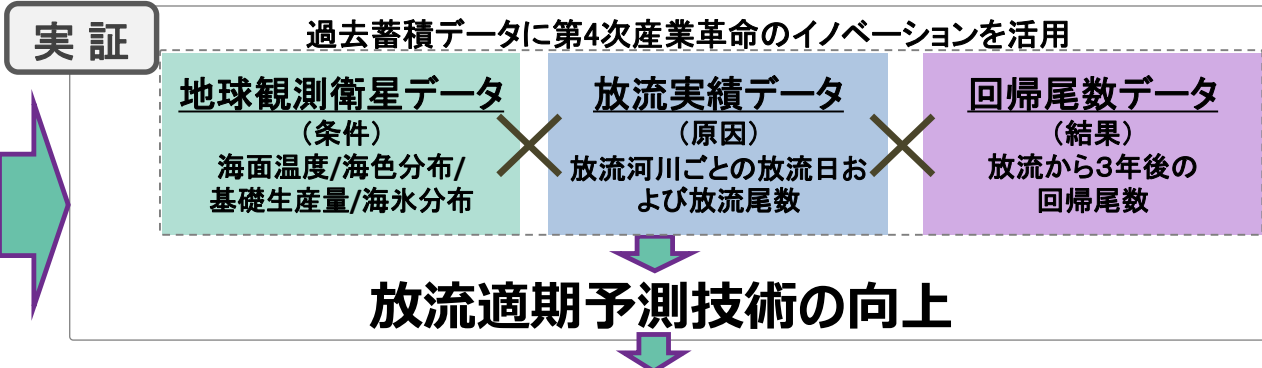 実証
過去蓄積データに第4次産業革命のイノベーションを活用
地球観測衛星データ
（条件）
海面温度/海色分布/
基礎生産量/海氷分布
放流実績データ
（原因）
放流河川ごとの放流日お
よび放流尾数
回帰尾数データ
（結果）
放流から３年後の
回帰尾数
放流適期予測技術の向上